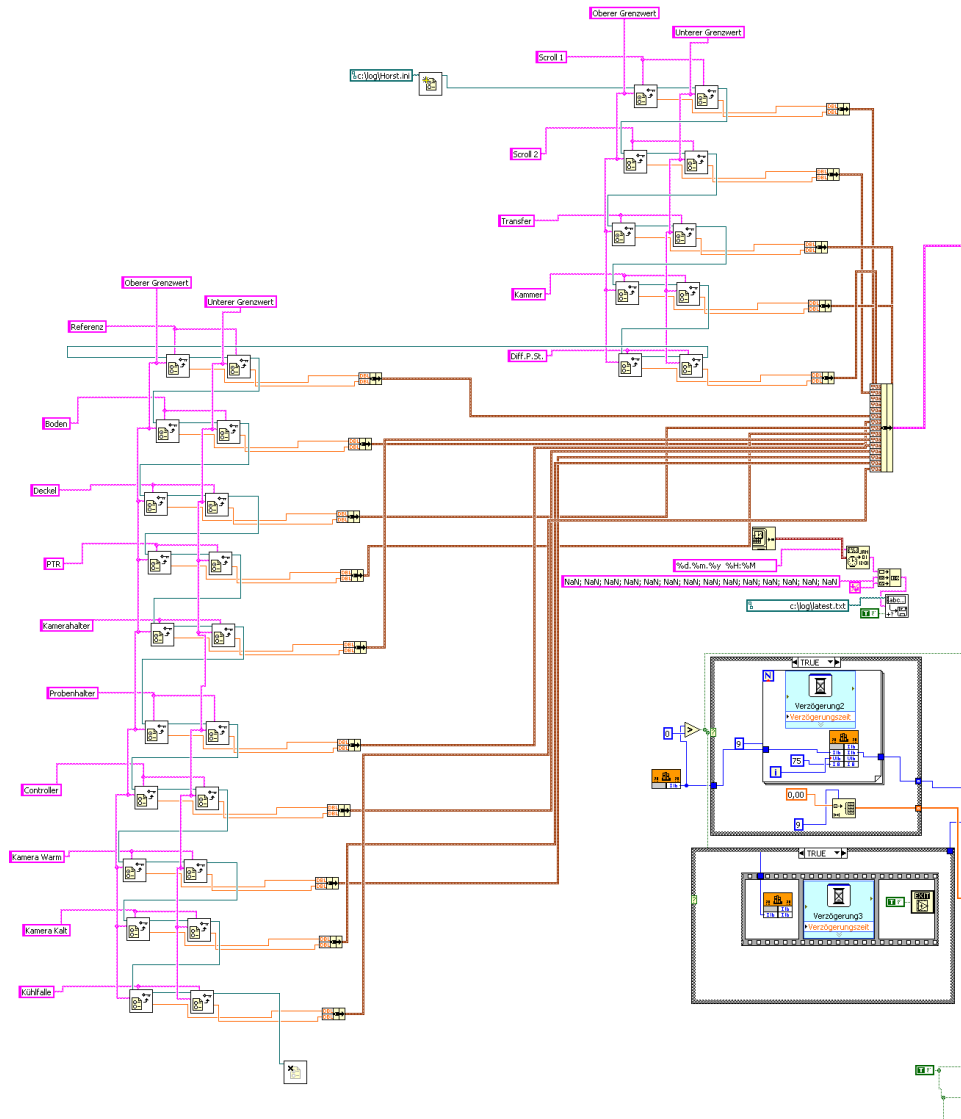 Oberer Grenzwert
Unterer Grenzwert
Scroll 1
c:\log\Horst.ini
Scroll 2
Transfer
Kammer
Diff.P.St.
Oberer Grenzwert
Unterer Grenzwert
Referenz
Boden
Deckel
PTR
Kamerahalter
Probenhalter
Controller
Kamera Warm
Kamera Kalt
Kühlfalle
%d.%m.%y %H:%M
NaN; NaN; NaN; NaN; NaN; NaN; NaN; NaN; NaN; NaN; NaN; NaN; NaN; NaN; NaN
c:\log\latest.txt
abc
T F
TRUE
N
Verzögerung2
Verzögerungszeit
0
9
75
i
0,00
9
TRUE
Verzögerung3
Verzögerungszeit
T F
EXIT
T F